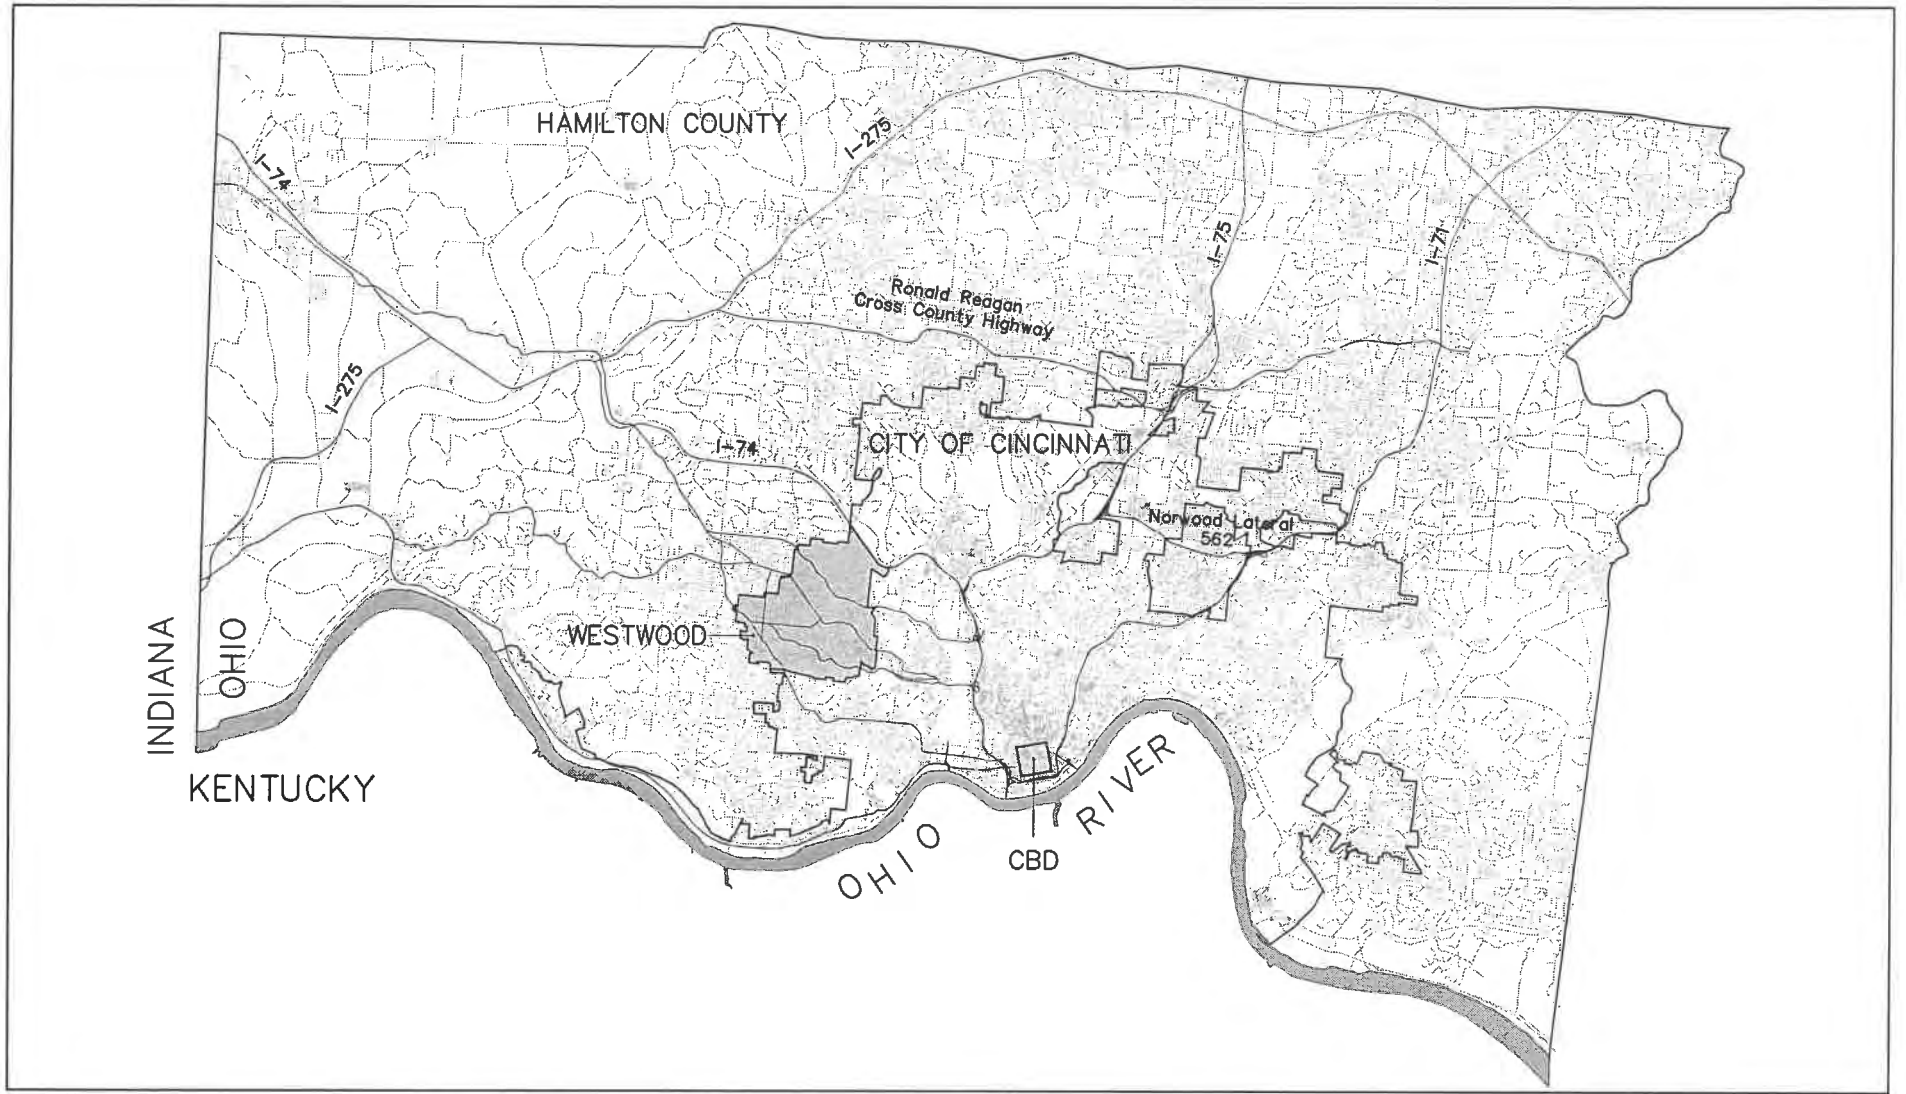 HAMILTON COUNTY
I-275
I-74
I-75
I-71
Ronald Reagan
Cross County Highway
I-275
I-74
CITY OF CINCINNATI
Norwood Lateral
562
WESTWOOD
INDIANA
OHIO
KENTUCKY
OHIO RIVER
CBD